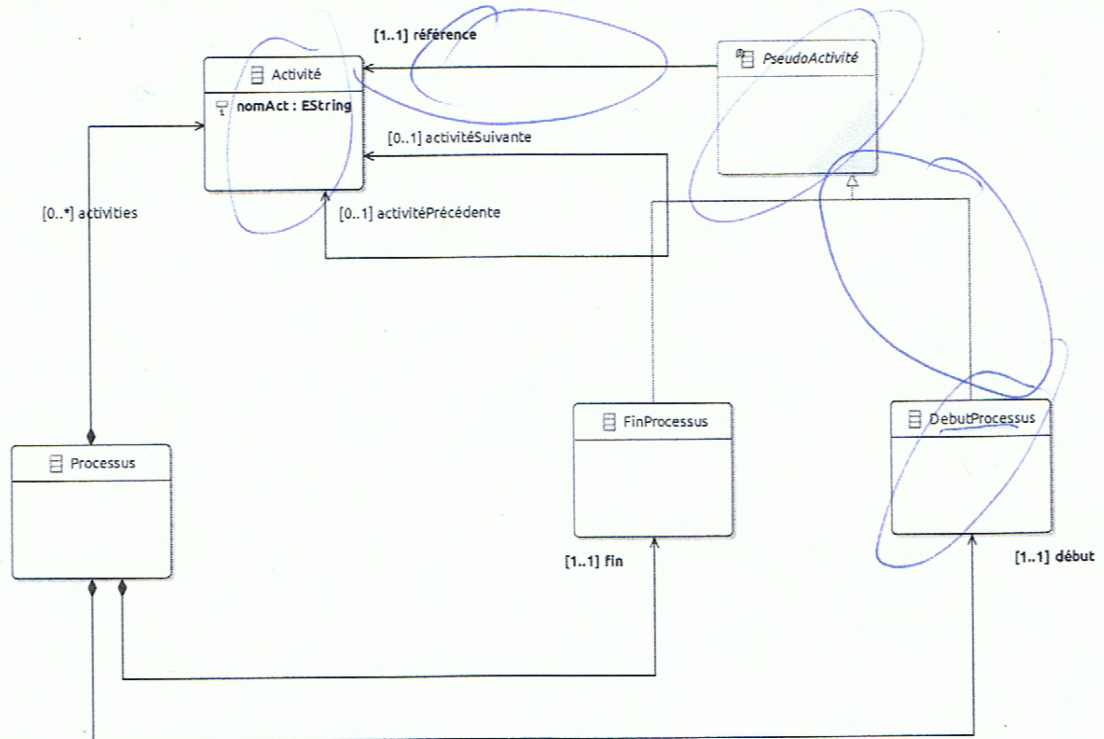 [1..1] référence
PseudoActivité
Activité
nomAct : EString
[0..1] activitéSuivante
[0..*] activities
[0..1] activitéPrécédente
FinProcessus
DebutProcessus
Processus
[1..1] fin
[1..1] début